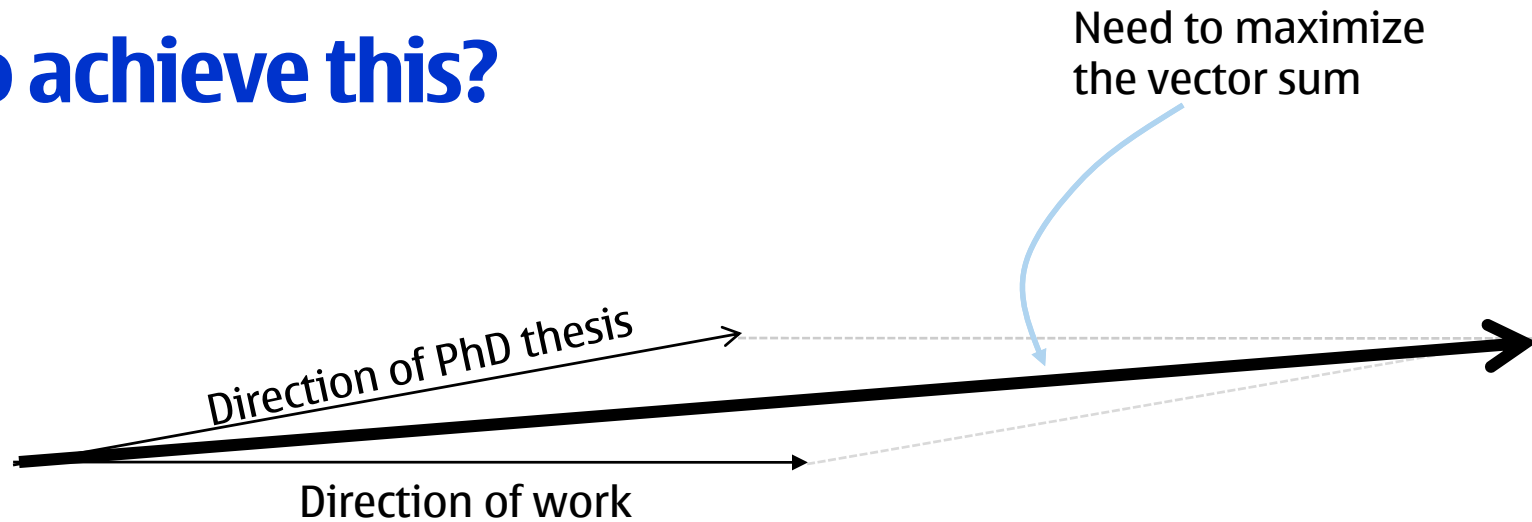 o achieve this?
Need to maximize
the vector sum
Direction of PhD thesis
Direction of work